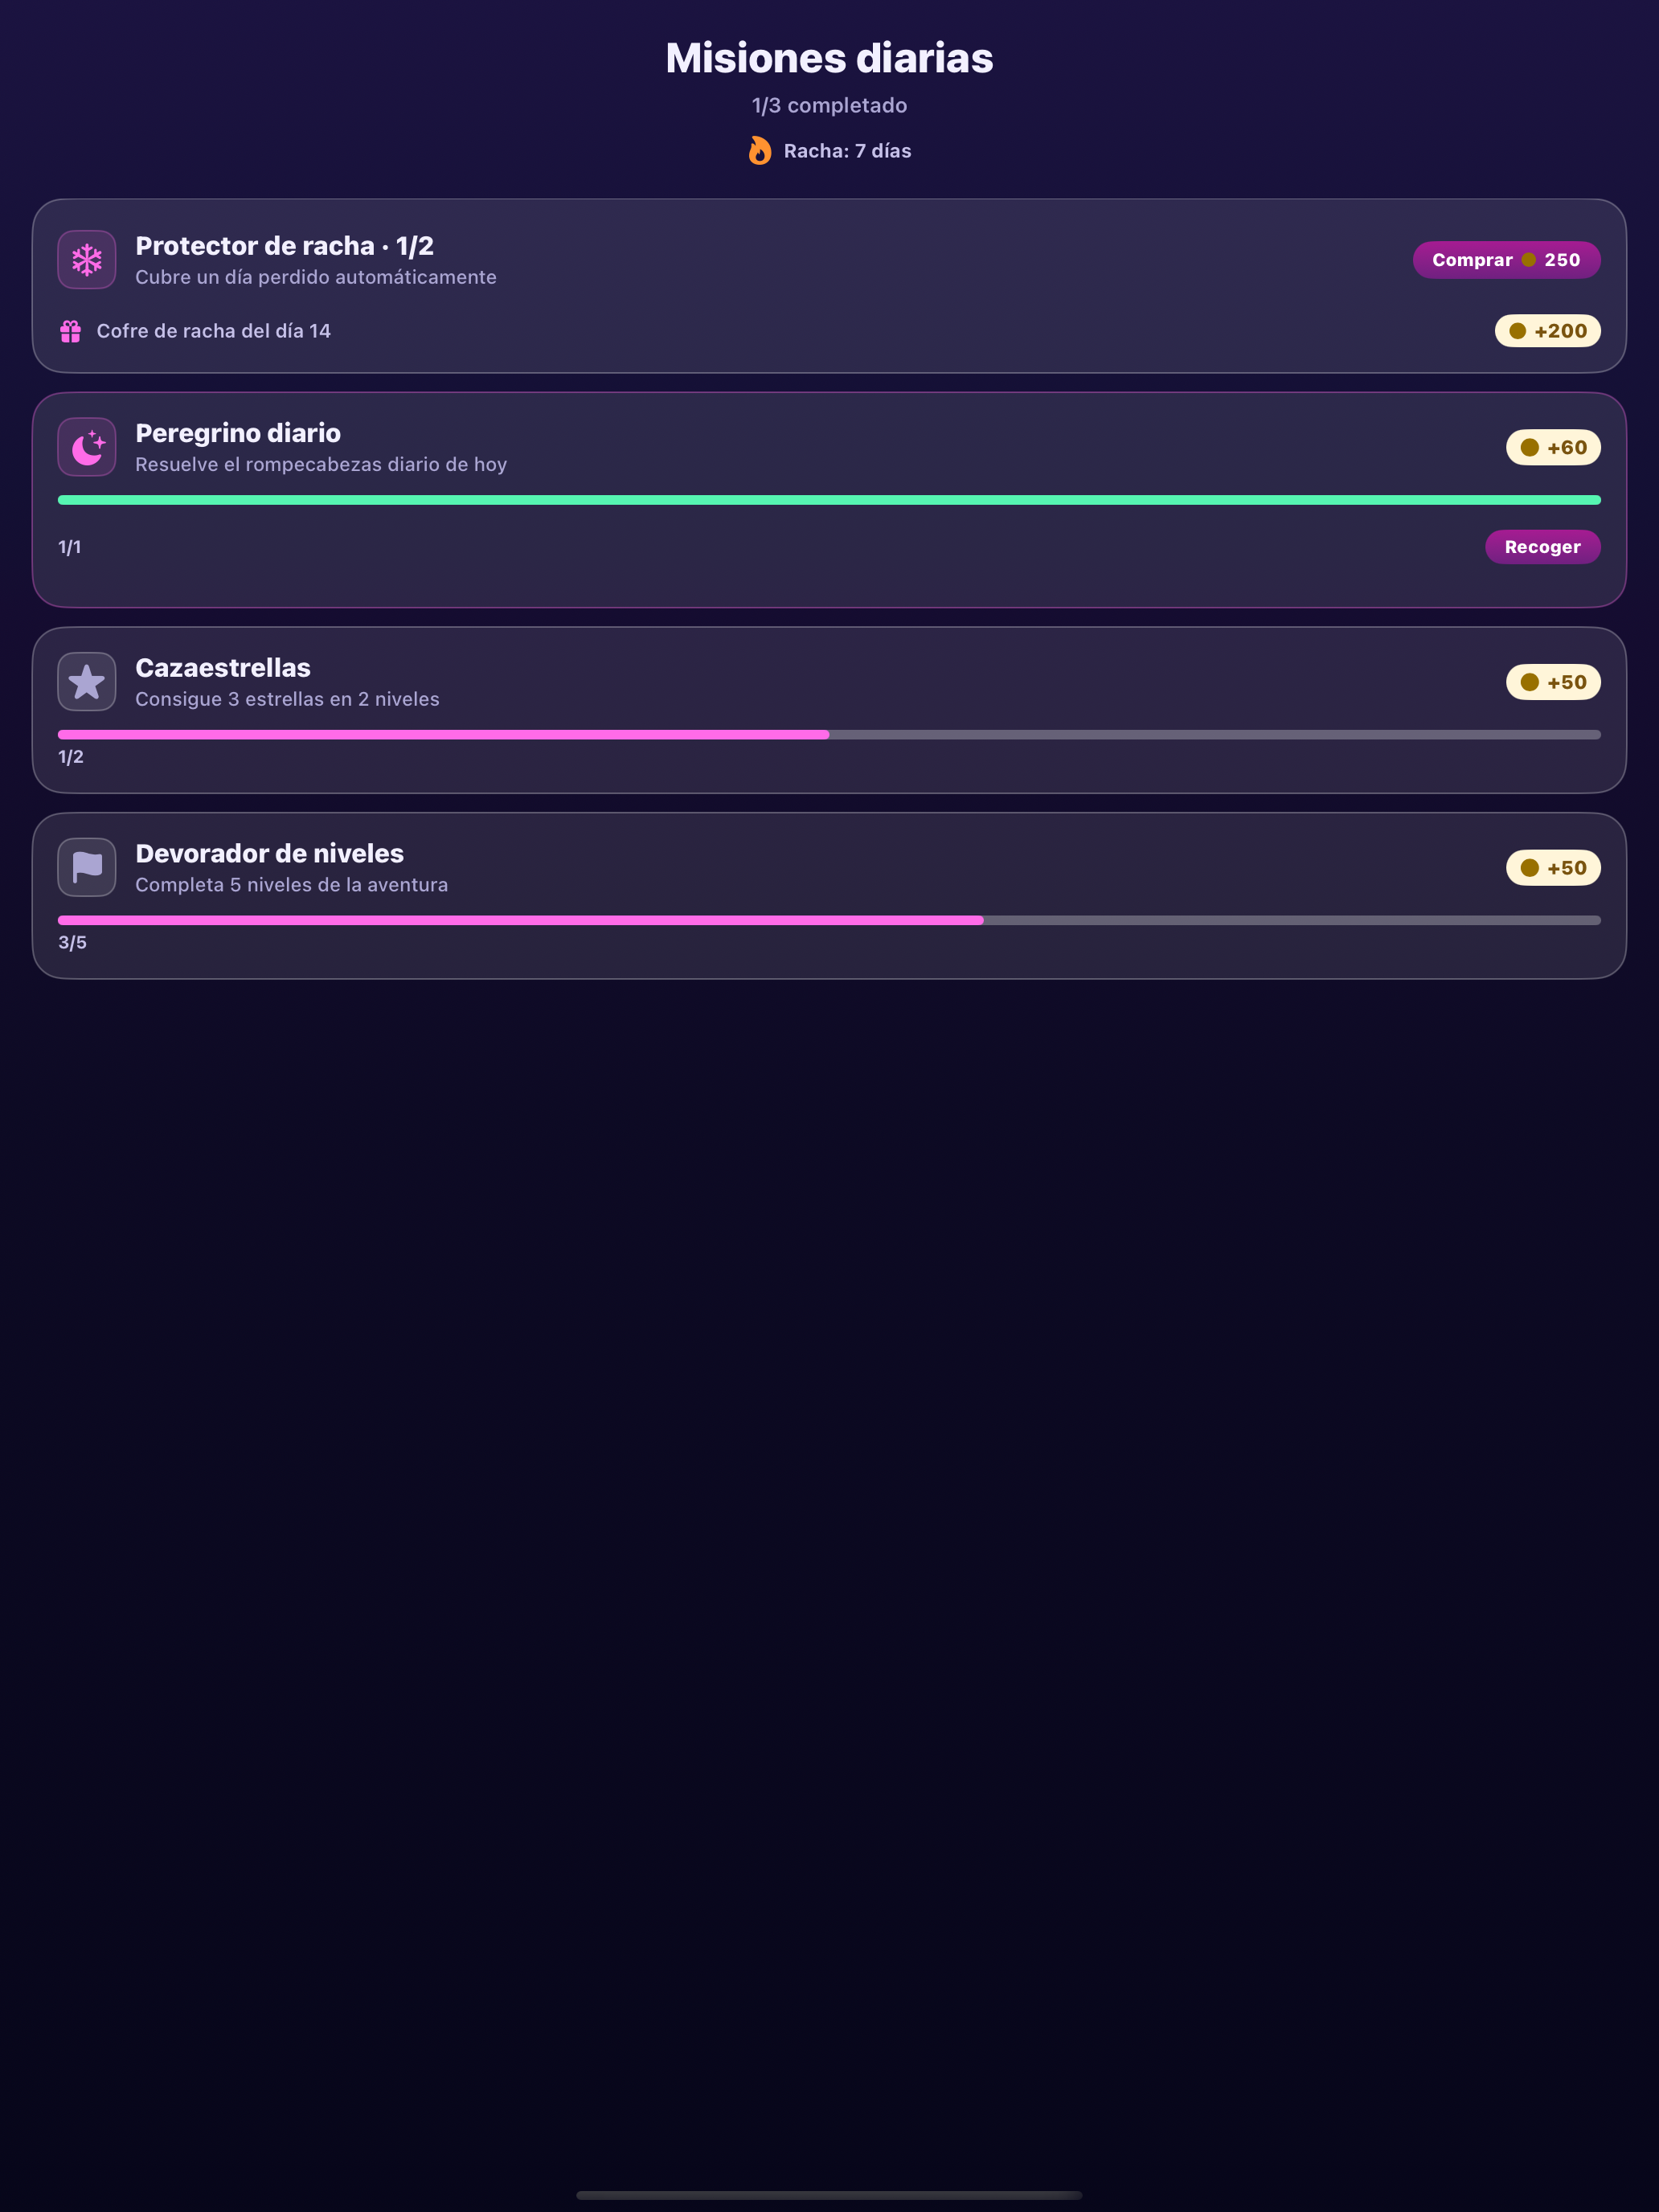 Misiones diarias
1/3 completado
Racha: 7 días
Protector de racha · 1/2
Cubre un día perdido automáticamente
Comprar 250
Cofre de racha del día 14
+200
Peregrino diario
Resuelve el rompecabezas diario de hoy
+60
1/1
Recoger
Cazaestrellas
Consigue 3 estrellas en 2 niveles
+50
1/2
Devorador de niveles
Completa 5 niveles de la aventura
+50
3/5